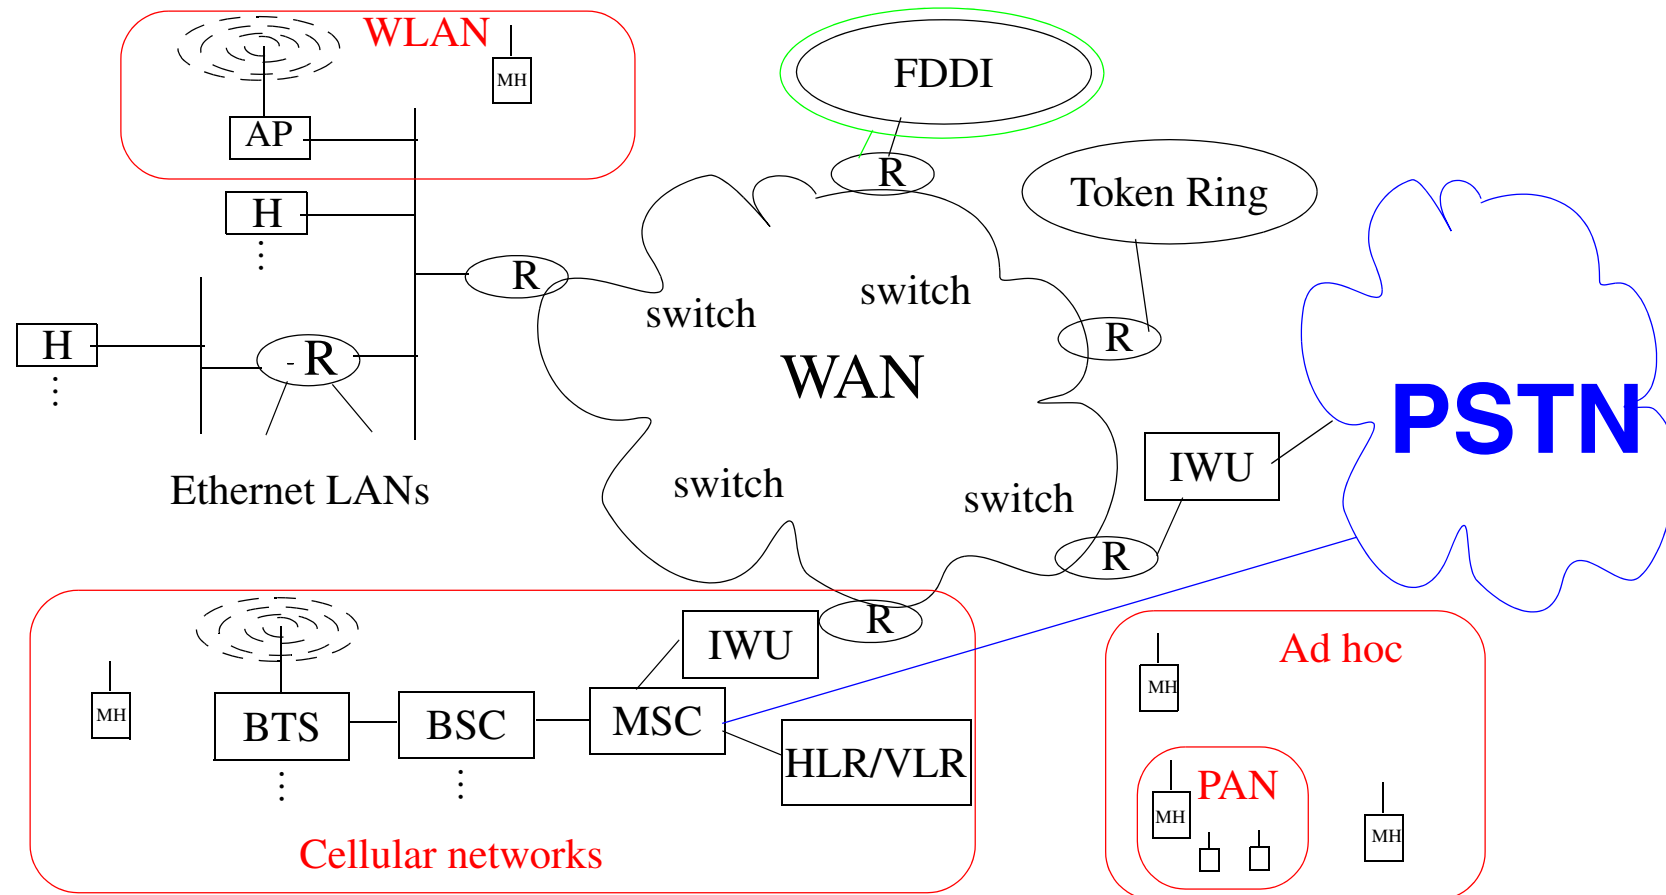 WLAN
MH
AP
FDDI
R
H
⋮
Token Ring
R
switch
switch
H
⋮
- R
R
WAN
PSTN
IWU
Ethernet LANs
switch
switch
R
R
IWU
Ad hoc
MH
MH
BTS
BSC
MSC
HLR/VLR
⋮
⋮
PAN
MH
MH
Cellular networks